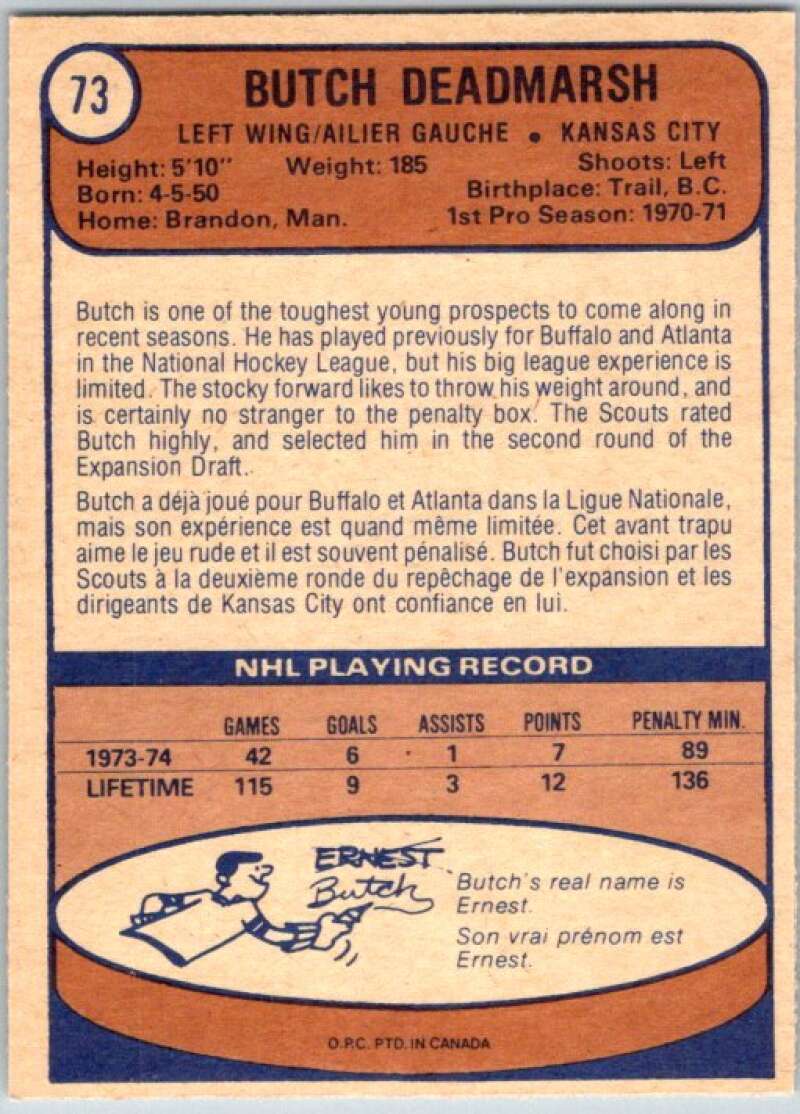 73
BUTCH DEADMARSH
LEFT WING/AILIER GAUCHE • KANSAS CITY
Height: 5'10" Weight: 185 Shoots: Left
Born: 4-5-50 Birthplace: Trail, B.C.
Home: Brandon, Man. 1st Pro Season: 1970-71
Butch is one of the toughest young prospects to come along in
recent seasons. He has played previously for Buffalo and Atlanta
in the National Hockey League, but his big league experience is
limited. The stocky forward likes to throw his weight around, and
is certainly no stranger to the penalty box. The Scouts rated
Butch highly, and selected him in the second round of the
Expansion Draft.
Butch a déjà joué pour Buffalo et Atlanta dans la Ligue Nationale,
mais son expérience est quand même limitée. Cet avant trapu
aime le jeu rude et il est souvent pénalisé. Butch fut choisi par les
Scouts à la deuxième ronde du repêchage de l'expansion et les
dirigeants de Kansas City ont confiance en lui.
NHL PLAYING RECORD
GAMES GOALS ASSISTS POINTS PENALTY MIN.
1973-74 42 6 1 7 89
LIFETIME 115 9 3 12 136
ERNEST
Butch
Butch's real name is
Ernest.
Son vrai prénom est
Ernest.
O.P.C. PTD. IN CANADA